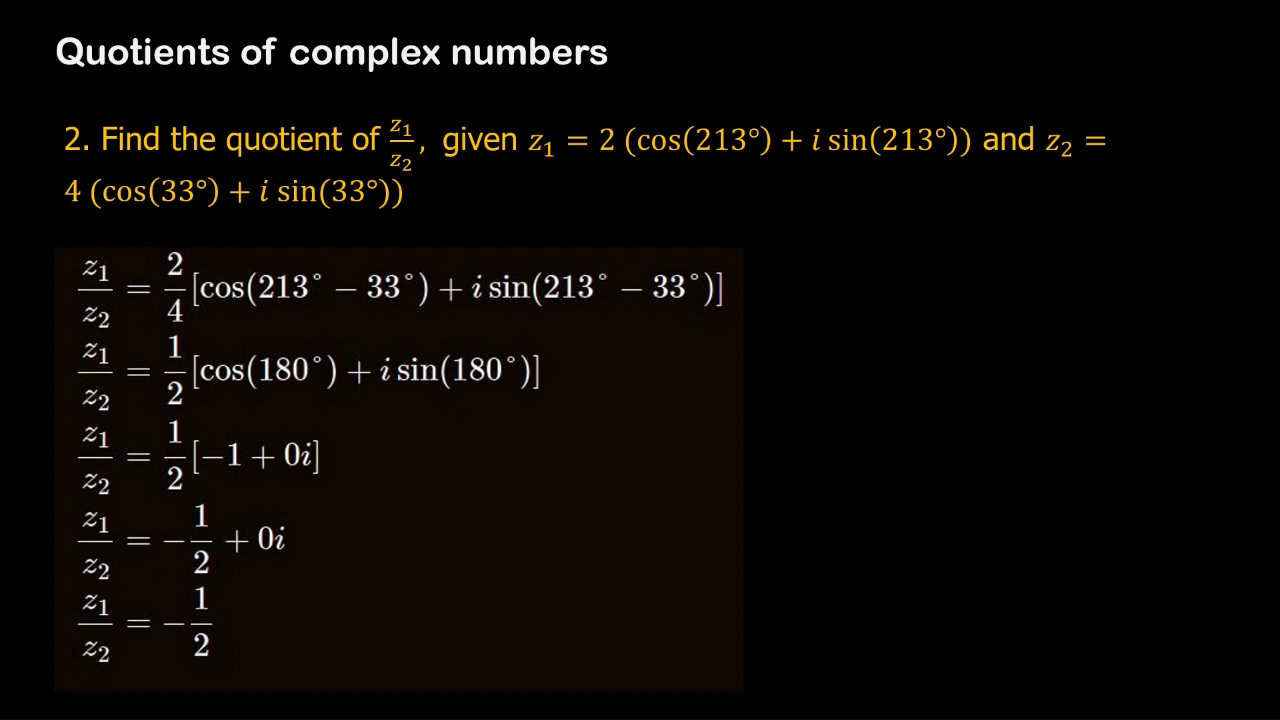 Quotients of complex numbers
2. Find the quotient of z₁/z₂, given z₁ = 2 (cos(213°) + i sin(213°)) and z₂ =
4 (cos(33°) + i sin(33°))
z₁/z₂ = 2/4 [cos(213° − 33°) + i sin(213° − 33°)]
z₁/z₂ = 1/2 [cos(180°) + i sin(180°)]
z₁/z₂ = 1/2 [−1 + 0i]
z₁/z₂ = −1/2 + 0i
z₁/z₂ = −1/2